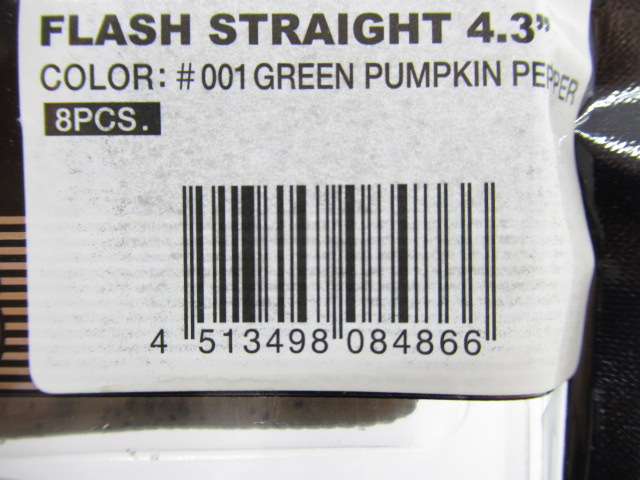 FLASH STRAIGHT 4.3”
COLOR: #001 GREEN PUMPKIN PEPPER
8PCS.
4 513498 084866